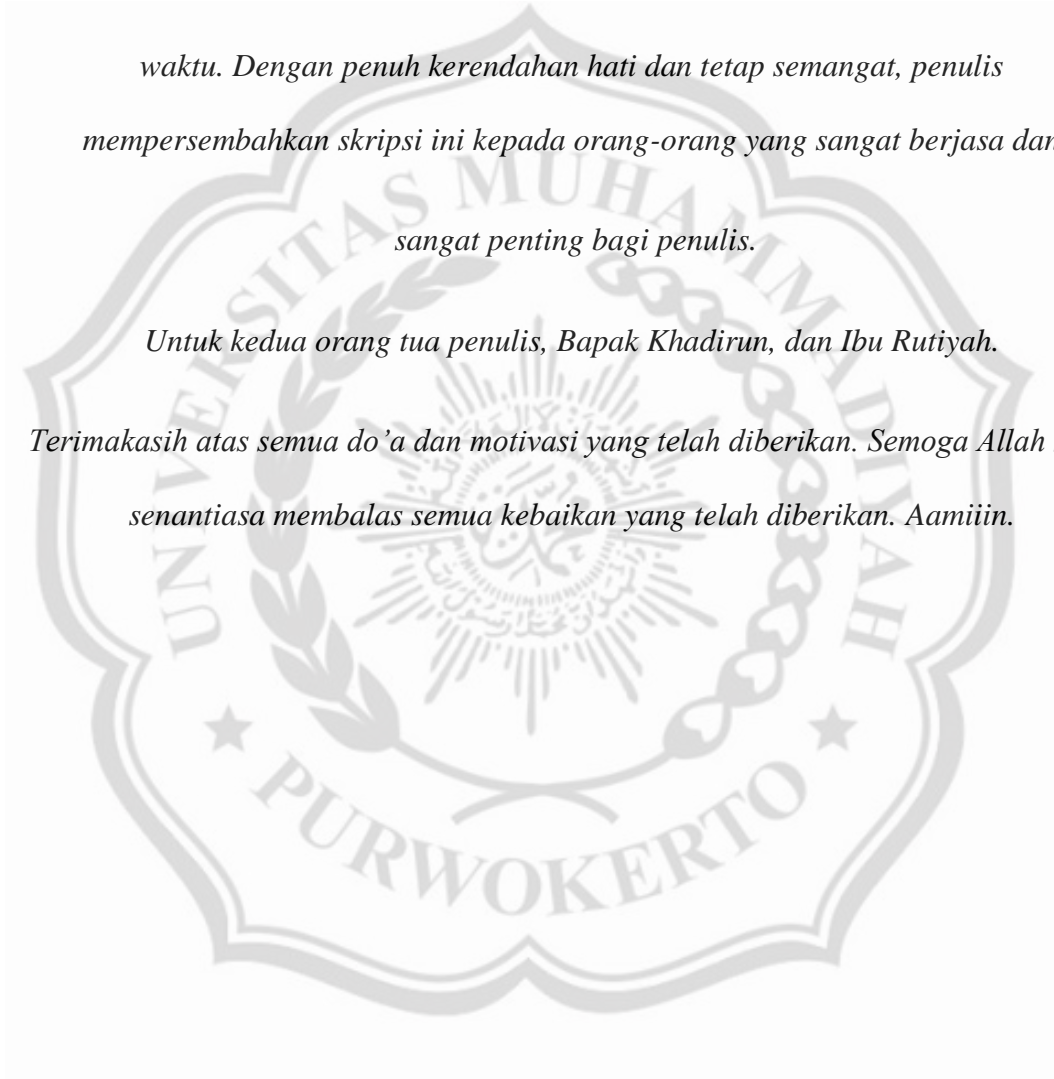 waktu. Dengan penuh kerendahan hati dan tetap semangat, penulis
mempersembahkan skripsi ini kepada orang-orang yang sangat berjasa dan
sangat penting bagi penulis.
Untuk kedua orang tua penulis, Bapak Khadirun, dan Ibu Rutiyah.
Terimakasih atas semua do’a dan motivasi yang telah diberikan. Semoga Allah
senantiasa membalas semua kebaikan yang telah diberikan. Aamiiin.
UNIVERSITAS MUHAMMADIYAH
PURWOKERTO